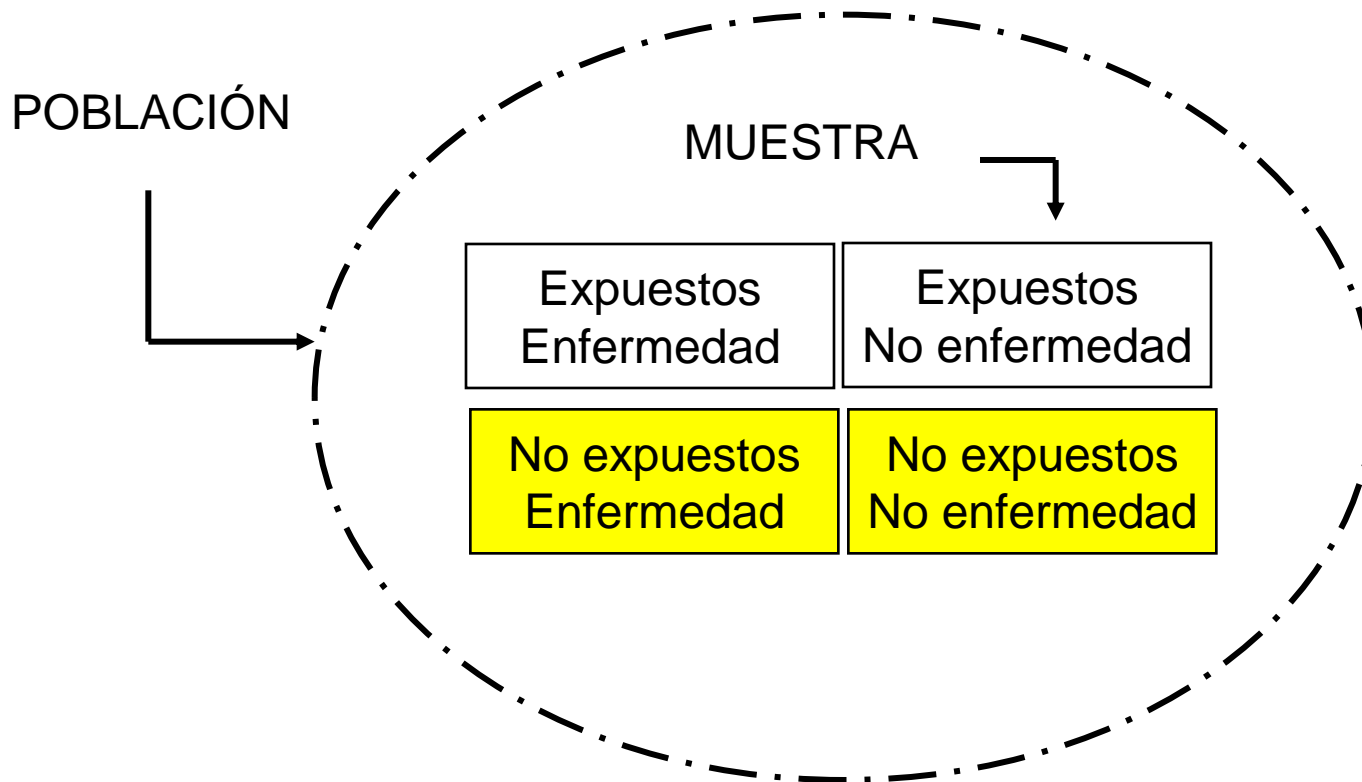 POBLACIÓN
MUESTRA
Expuestos
Enfermedad
Expuestos
No enfermedad
No expuestos
Enfermedad
No expuestos
No enfermedad